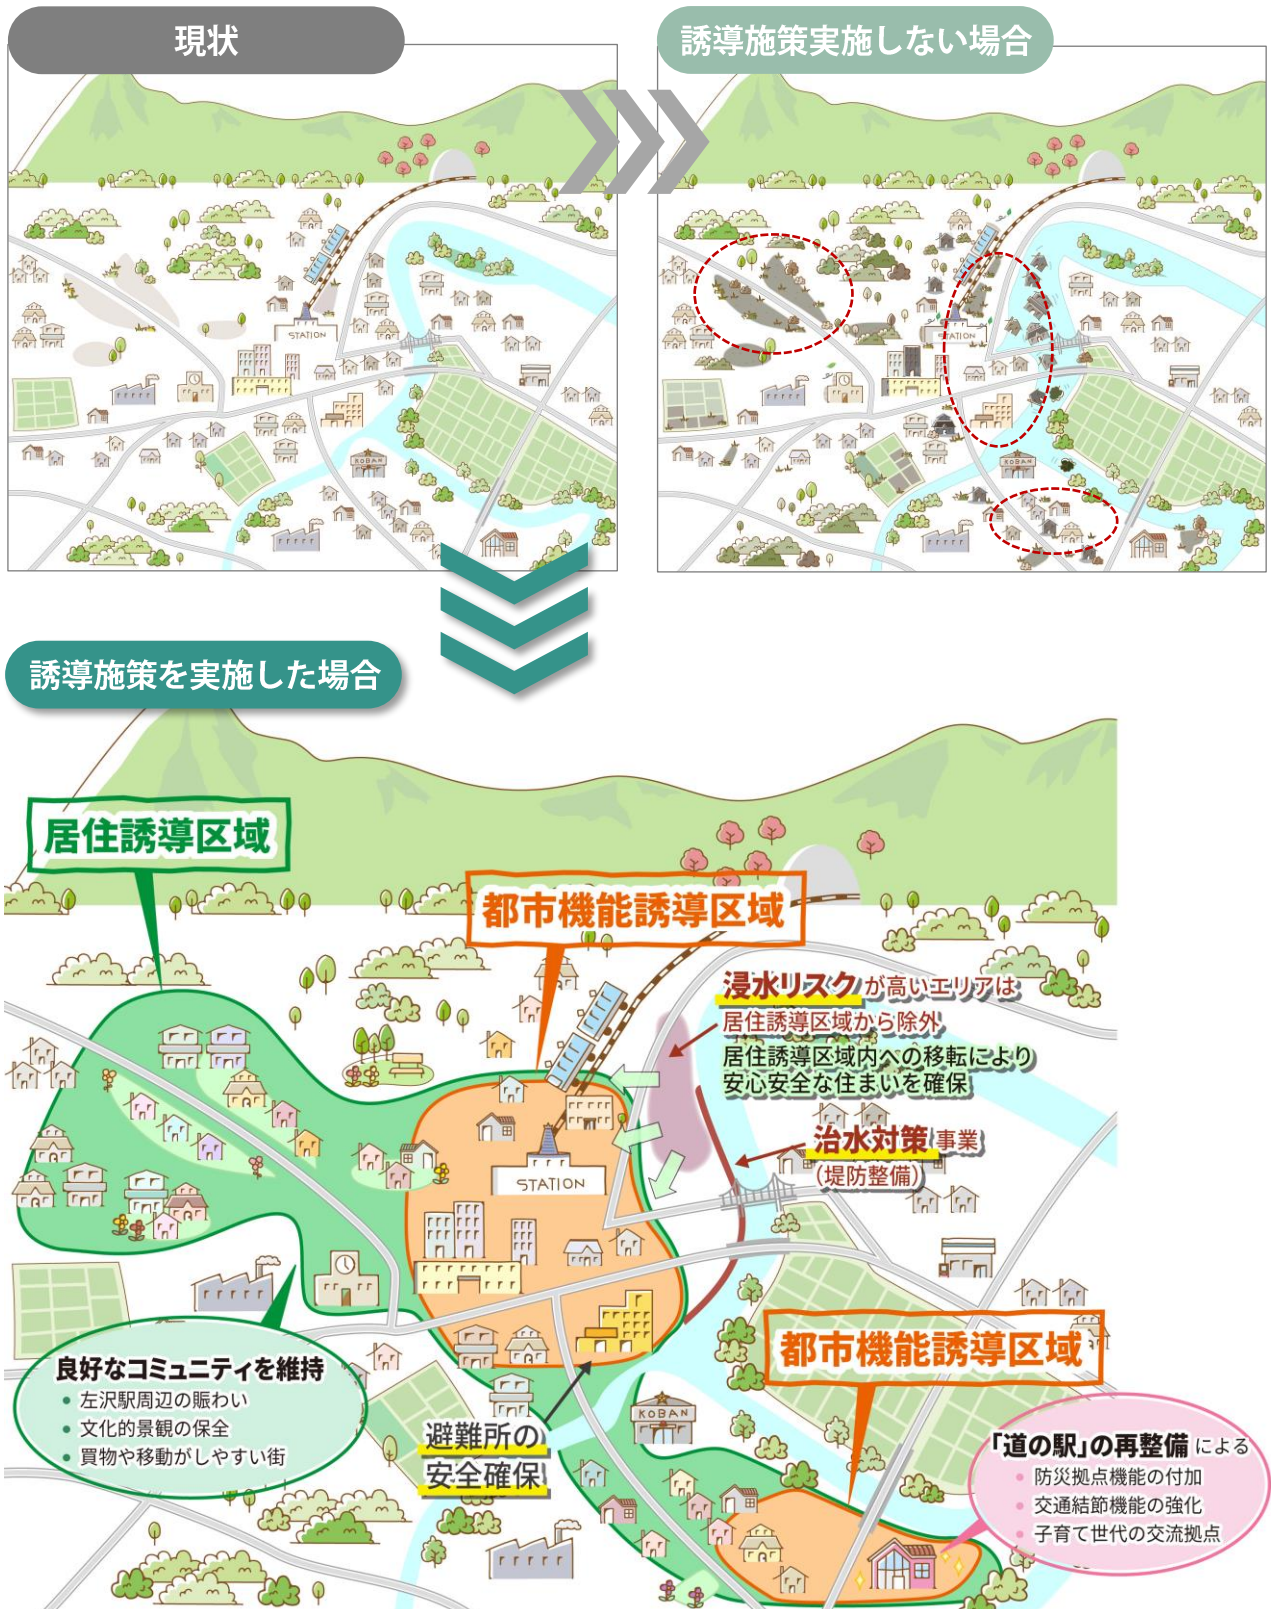 現状
誘導施策実施しない場合
STATION
KOBAN
STATION
KOBAN
誘導施策を実施した場合
居住誘導区域
都市機能誘導区域
浸水リスク が高いエリアは
居住誘導区域から除外
居住誘導区域内への移転により
安心安全な住まいを確保
治水対策 事業
(堤防整備)
STATION
良好なコミュニティを維持
● 左沢駅周辺の賑わい
● 文化的景観の保全
● 買物や移動がしやすい街
避難所の
安全確保
KOBAN
都市機能誘導区域
「道の駅」の再整備 による
● 防災拠点機能の付加
● 交通結節機能の強化
● 子育て世代の交流拠点